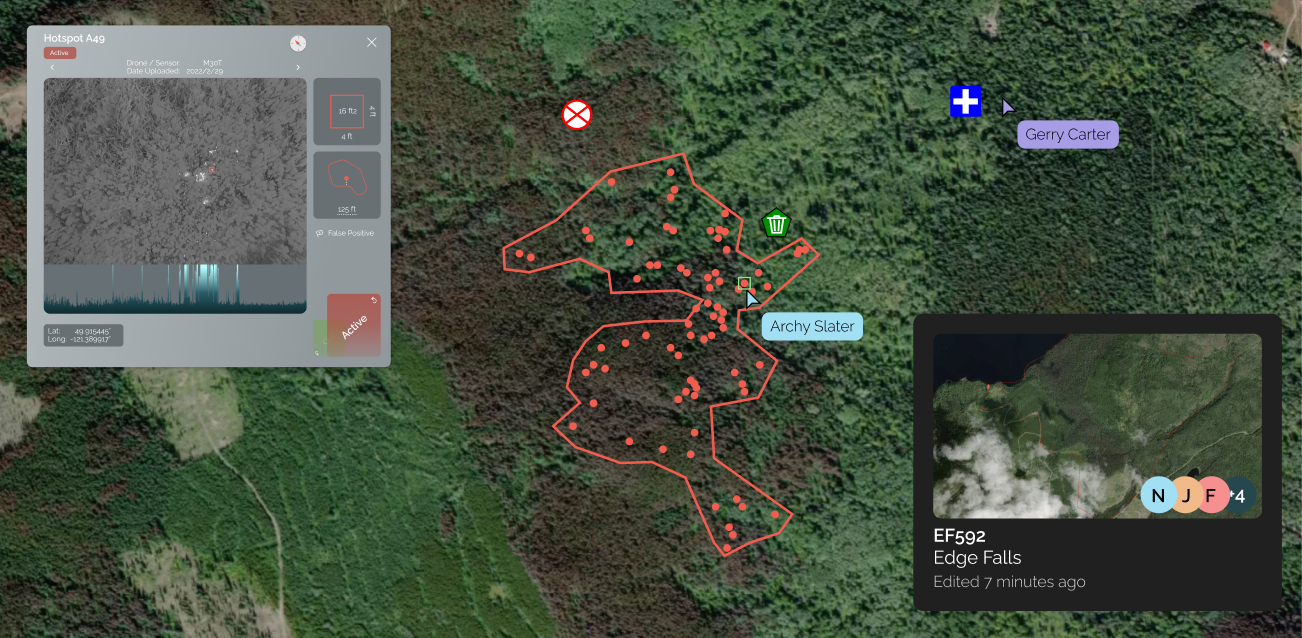 Hotspot A49
Active
Drone / Sensor: M30T
Date Uploaded: 2022/2/29
16 ft2
4 ft
4 ft
125 ft
False Positive
Active
Lat: 49.915445°
Long: -121.389917°
Gerry Carter
Archy Slater
N J F +4
EF592
Edge Falls
Edited 7 minutes ago